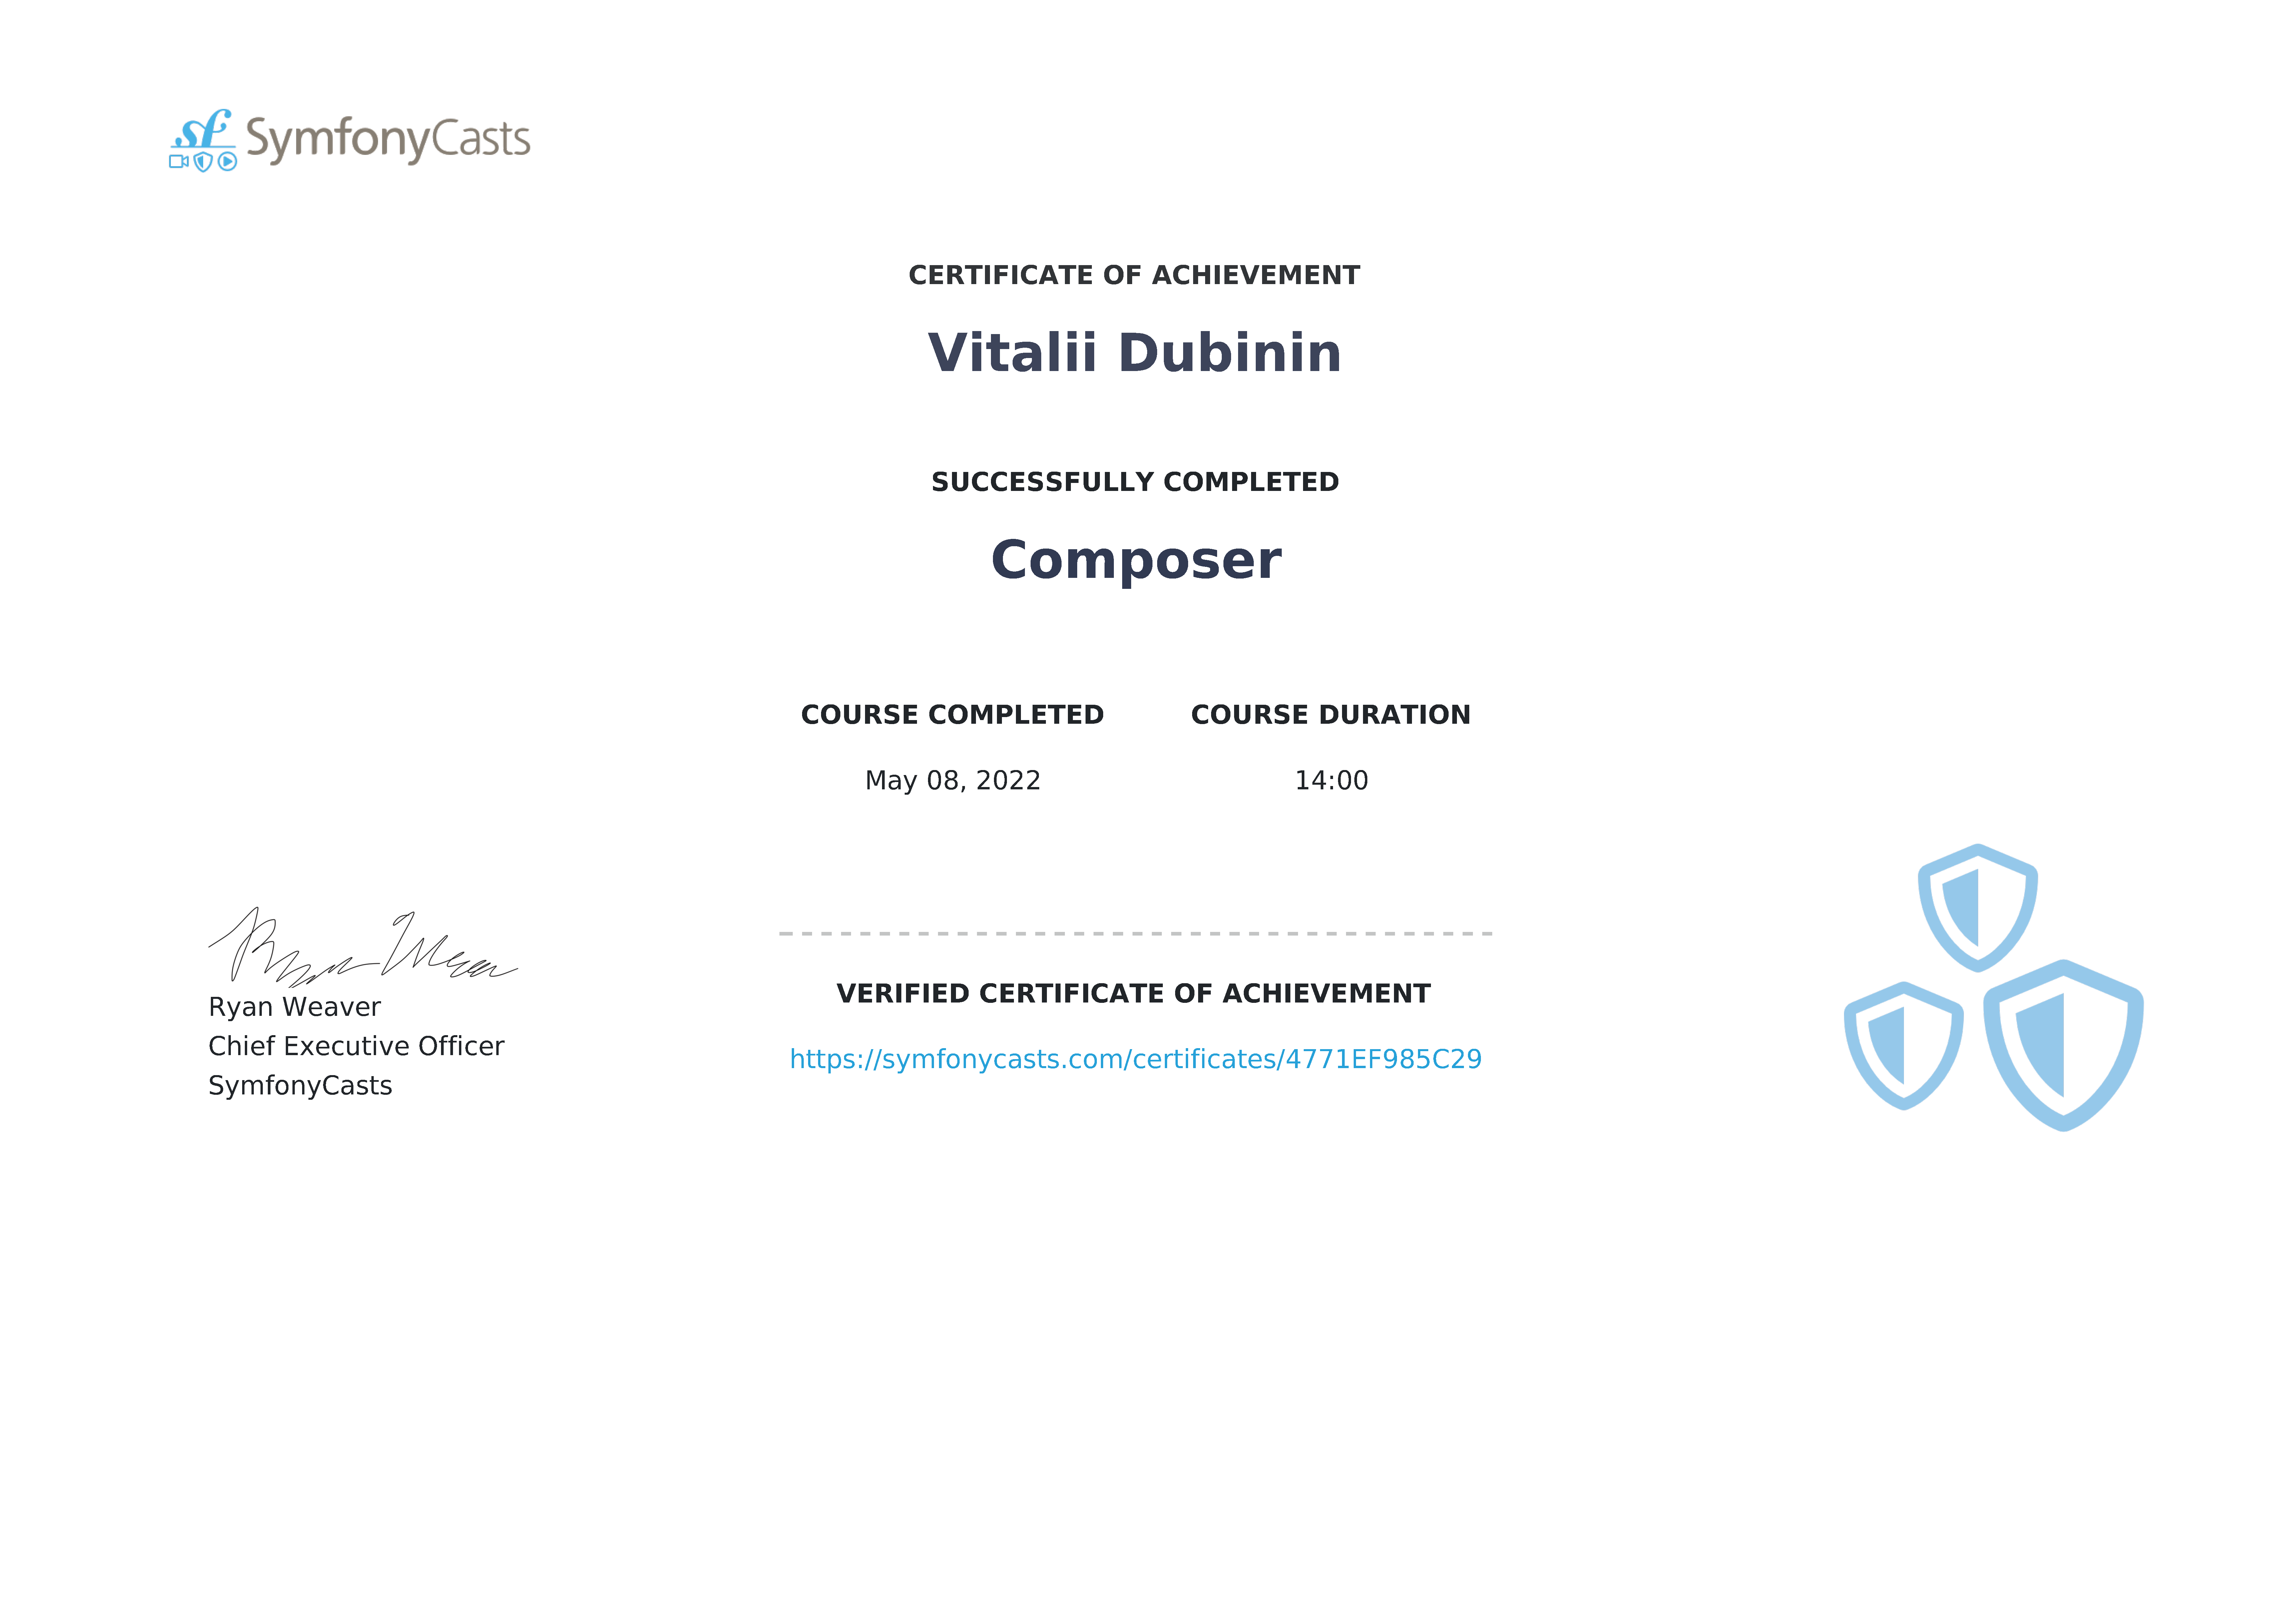 SymfonyCasts
CERTIFICATE OF ACHIEVEMENT
Vitalii Dubinin
SUCCESSFULLY COMPLETED
Composer
COURSE COMPLETED
May 08, 2022
COURSE DURATION
14:00
Ryan Weaver
Ryan Weaver
Chief Executive Officer
SymfonyCasts
VERIFIED CERTIFICATE OF ACHIEVEMENT
https://symfonycasts.com/certificates/4771EF985C29